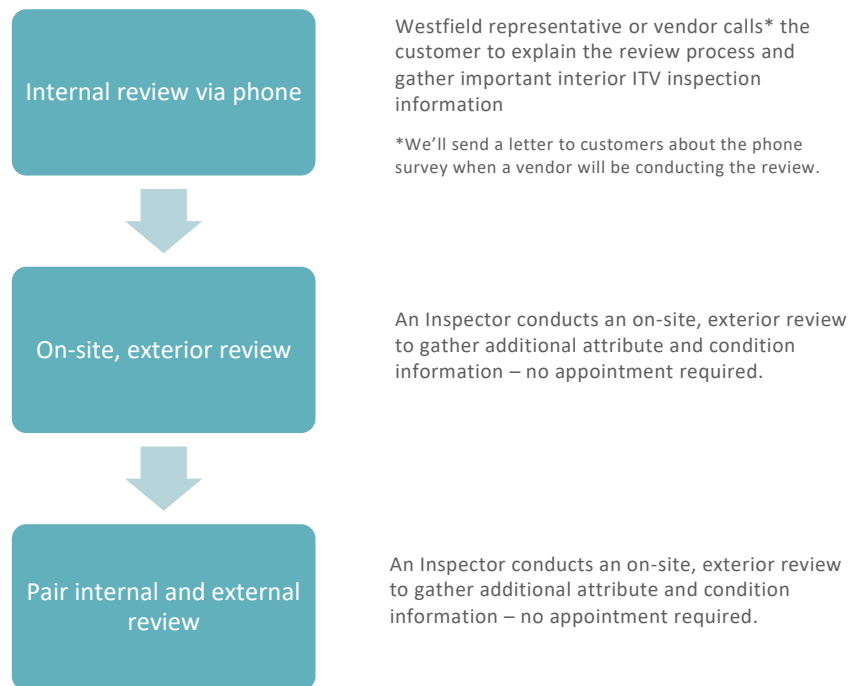 Internal review via phone
Westfield representative or vendor calls* the
customer to explain the review process and
gather important interior ITV inspection
information
*We’ll send a letter to customers about the phone
survey when a vendor will be conducting the review.
On-site, exterior review
An Inspector conducts an on-site, exterior review
to gather additional attribute and condition
information – no appointment required.
Pair internal and external
review
An Inspector conducts an on-site, exterior review
to gather additional attribute and condition
information – no appointment required.